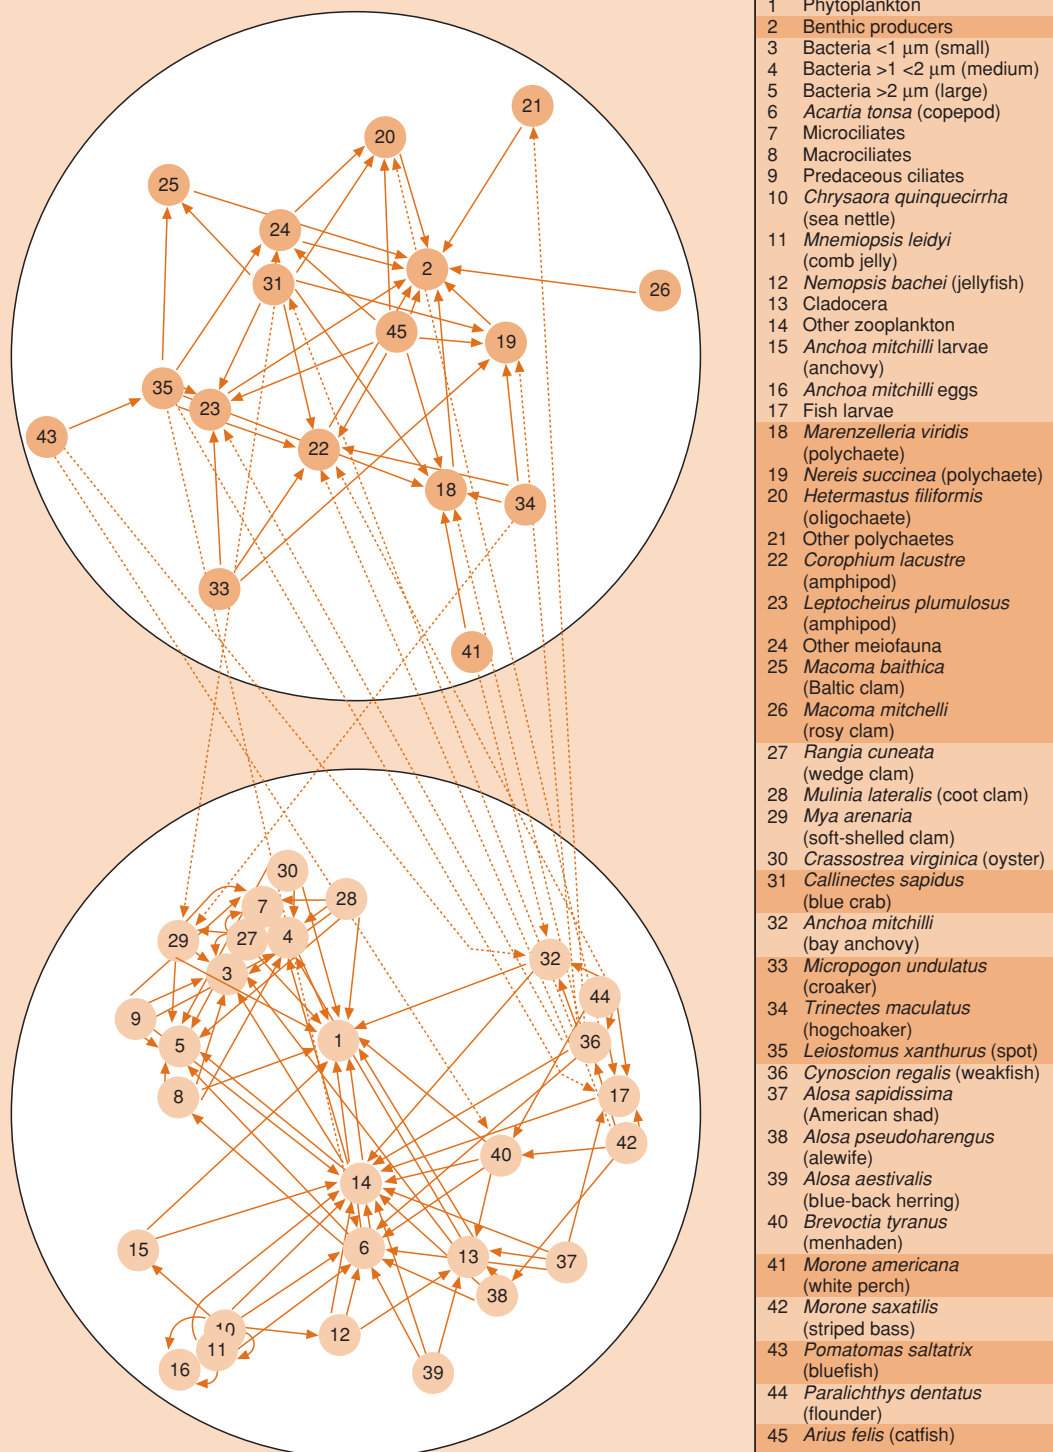 21
20
25
24
2
31
26
45
19
35
23
43
22
18
34
33
41
30
7
28
29
27
4
3
32
44
9
5
1
36
8
17
42
40
14
15
6
13
37
38
10
12
11
16
39
1 Phytoplankton
2 Benthic producers
3 Bacteria <1 μm (small)
4 Bacteria >1 <2 μm (medium)
5 Bacteria >2 μm (large)
6 Acartia tonsa (copepod)
7 Microciliates
8 Macrociliates
9 Predaceous ciliates
10 Chrysaora quinquecirrha
(sea nettle)
11 Mnemiopsis leidyi
(comb jelly)
12 Nemopsis bachei (jellyfish)
13 Cladocera
14 Other zooplankton
15 Anchoa mitchilli larvae
(anchovy)
16 Anchoa mitchilli eggs
17 Fish larvae
18 Marenzelleria viridis
(polychaete)
19 Nereis succinea (polychaete)
20 Hetermastus filiformis
(oligochaete)
21 Other polychaetes
22 Corophium lacustre
(amphipod)
23 Leptocheirus plumulosus
(amphipod)
24 Other meiofauna
25 Macoma baithica
(Baltic clam)
26 Macoma mitchelli
(rosy clam)
27 Rangia cuneata
(wedge clam)
28 Mulinia lateralis (coot clam)
29 Mya arenaria
(soft-shelled clam)
30 Crassostrea virginica (oyster)
31 Callinectes sapidus
(blue crab)
32 Anchoa mitchilli
(bay anchovy)
33 Micropogon undulatus
(croaker)
34 Trinectes maculatus
(hogchoaker)
35 Leiostomus xanthurus (spot)
36 Cynoscion regalis (weakfish)
37 Alosa sapidissima
(American shad)
38 Alosa pseudoharengus
(alewife)
39 Alosa aestivalis
(blue-back herring)
40 Brevoctia tyranus
(menhaden)
41 Morone americana
(white perch)
42 Morone saxatilis
(striped bass)
43 Pomatomas saltatrix
(bluefish)
44 Paralichthys dentatus
(flounder)
45 Arius felis (catfish)